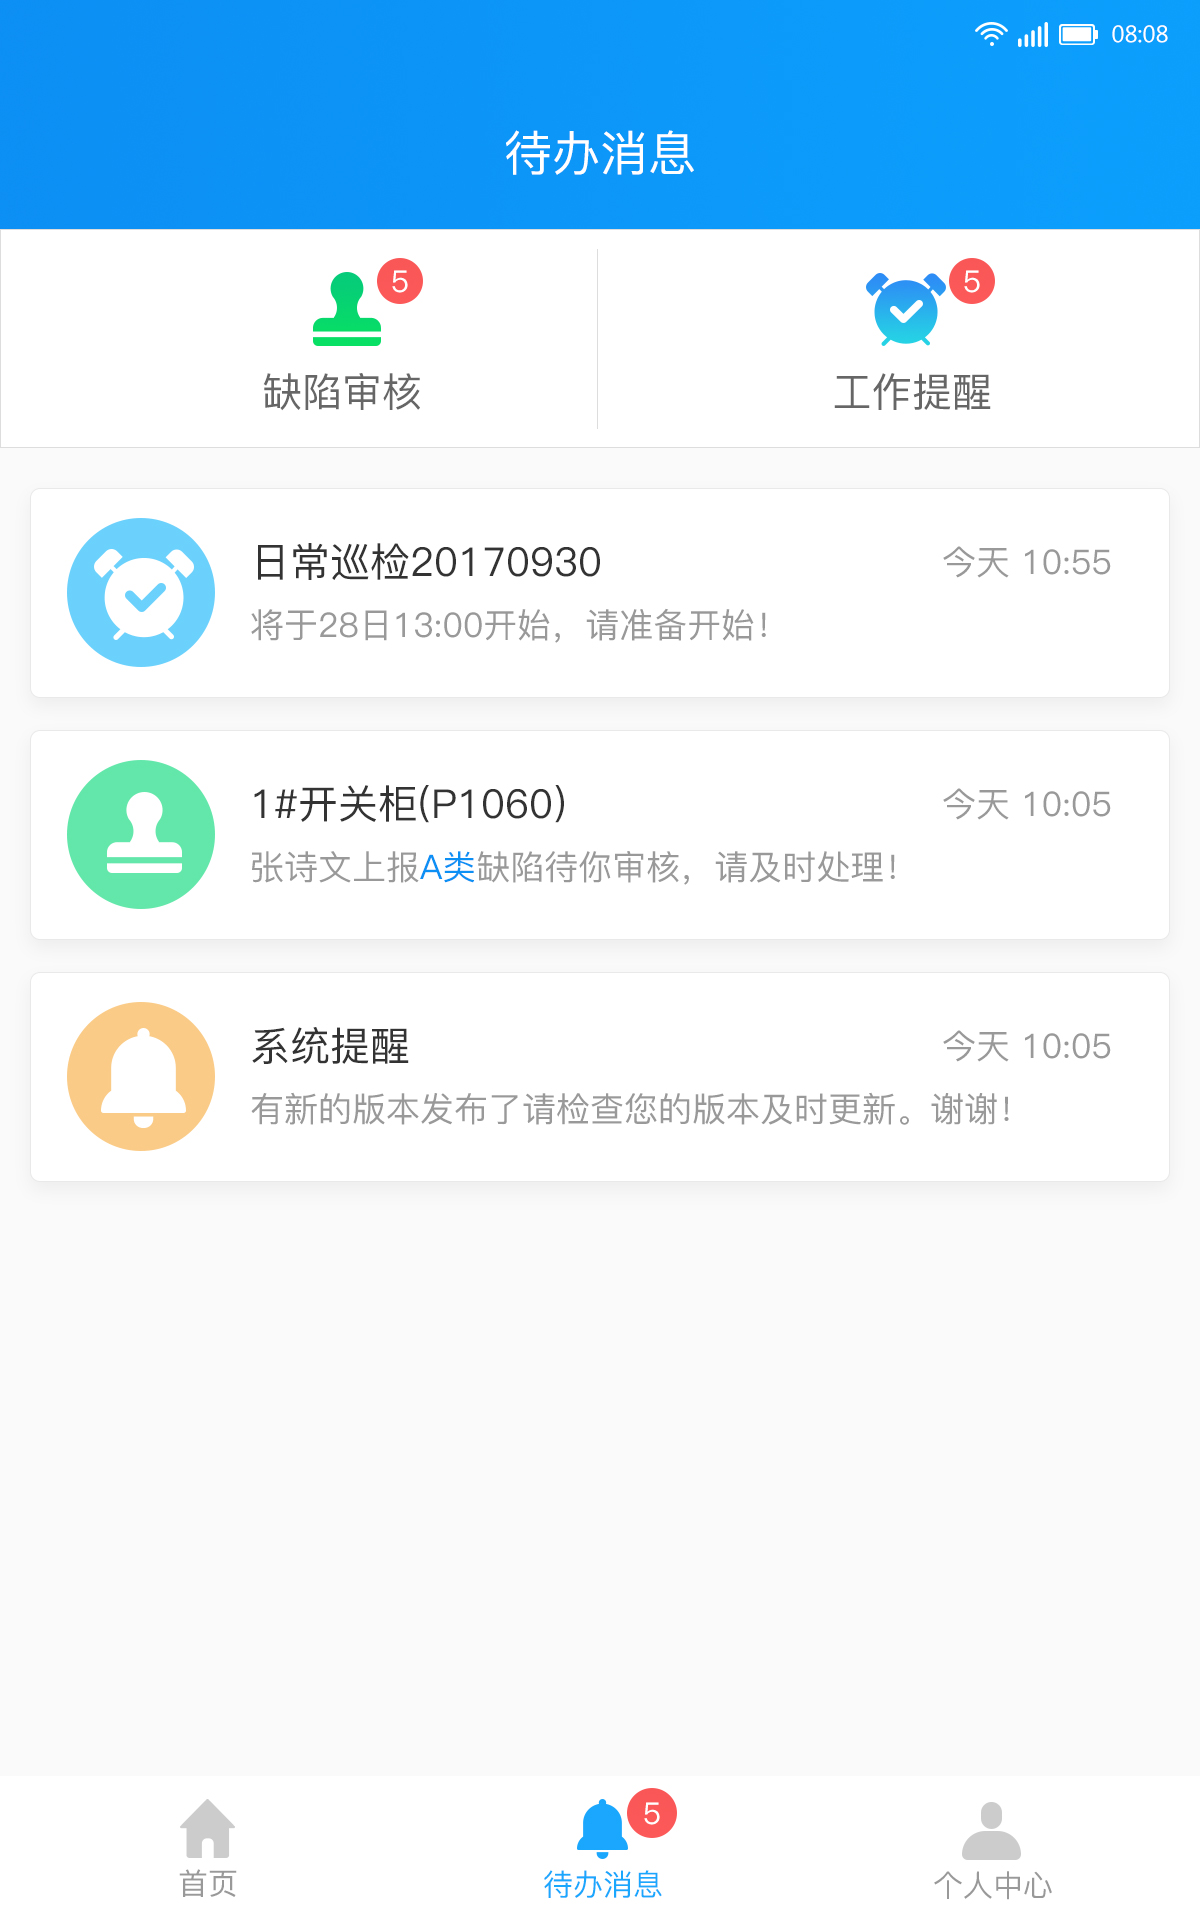 08:08
待办消息
5
5
缺陷审核
工作提醒
日常巡检20170930
今天 10:55
将于28日13:00开始，请准备开始！
1#开关柜(P1060)
今天 10:05
张诗文上报A类缺陷待你审核，请及时处理！
系统提醒
今天 10:05
有新的版本发布了请检查您的版本及时更新。谢谢！
5
首页
待办消息
个人中心